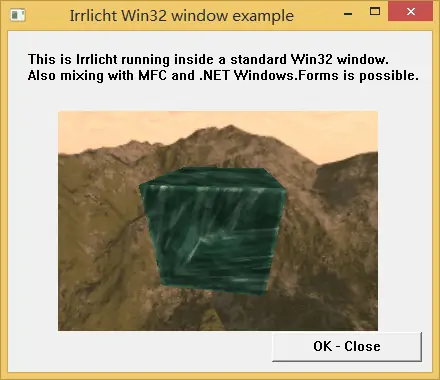 Irrlicht Win32 window example
This is Irrlicht running inside a standard Win32 window.
Also mixing with MFC and .NET Windows.Forms is possible.
OK - Close